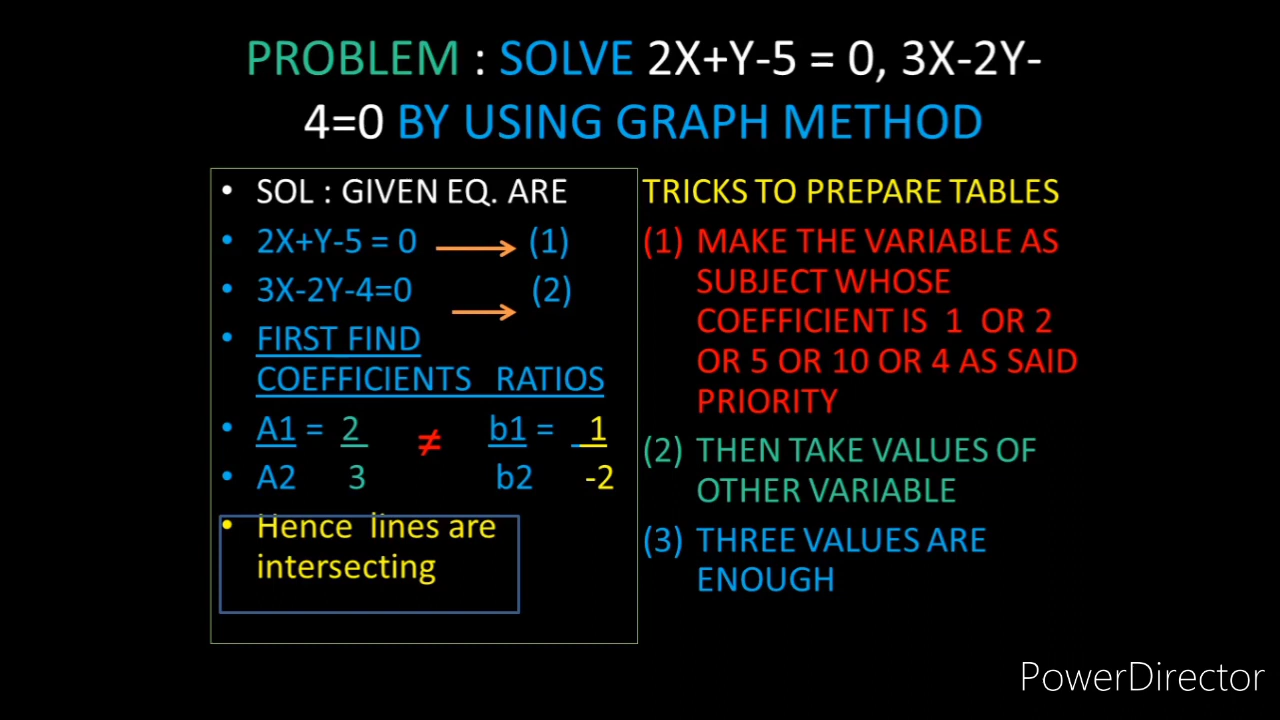 PROBLEM : SOLVE 2X+Y-5 = 0, 3X-2Y-
4=0 BY USING GRAPH METHOD
• SOL : GIVEN EQ. ARE
• 2X+Y-5 = 0 (1)
• 3X-2Y-4=0 (2)
• FIRST FIND
COEFFICIENTS RATIOS
• A1 = 2 ≠ b1 = 1
• A2 3 b2 -2
• Hence lines are
intersecting
TRICKS TO PREPARE TABLES
(1) MAKE THE VARIABLE AS
SUBJECT WHOSE
COEFFICIENT IS 1 OR 2
OR 5 OR 10 OR 4 AS SAID
PRIORITY
(2) THEN TAKE VALUES OF
OTHER VARIABLE
(3) THREE VALUES ARE
ENOUGH
PowerDirector